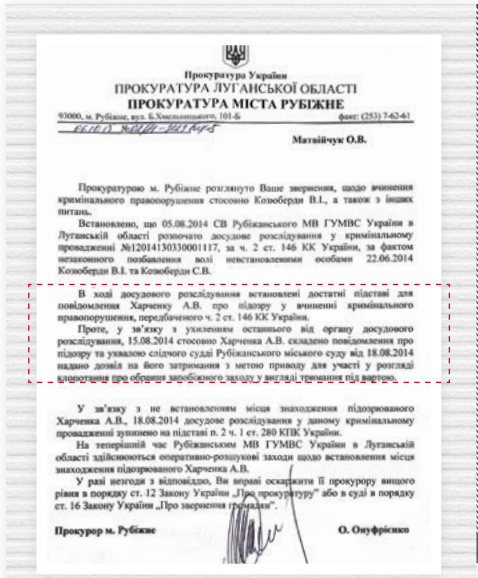 Прокуратура України
ПРОКУРАТУРА ЛУГАНСЬКОЇ ОБЛАСТІ
ПРОКУРАТУРА МІСТА РУБІЖНЕ
93000, м. Рубіжне, вул. Б.Хмельницького, 101-Б факс: (253) 7-62-61
Матвійчук О.В.
Прокуратурою м. Рубіжне розглянуто Ваше звернення, щодо вчинення
кримінального правопорушення стосовно Козюберди В.І., а також з інших
питань.
Встановлено, що 05.08.2014 СВ Рубіжанського МВ ГУМВС України в
Луганській області розпочато досудове розслідування у кримінальному
провадженні №12014130330001117, за ч. 2 ст. 146 КК України, за фактом
незаконного позбавлення волі невстановленими особами 22.06.2014
Козюберди В.І. та Козюберди С.В.
В ході досудового розслідування встановлені достатні підставі для
повідомлення Харченку А.В. про підозру у вчиненні кримінального
правопорушення, передбаченого ч. 2 ст. 146 КК України.
Проте, у зв'язку з ухиленням останнього від органу досудового
розслідування, 15.08.2014 стосовно Харченка А.В. складено повідомлення про
підозру та ухвалою слідчого судді Рубіжанського міського суду від 18.08.2014
надано дозвіл на його затримання з метою приводу для участі у розгляді
клопотання про обрання запобіжного заходу у вигляді тримання під вартою.
У зв'язку з не встановленням місця знаходження підозрюваного
Харченка А.В., 18.08.2014 досудове розслідування у даному кримінальному
провадженні зупинено на підставі п. 2 ч. 1 ст. 280 КПК України.
На теперішній час Рубіжанським МВ ГУМВС України в Луганській
області здійснюються оперативно-розшукові заходи щодо встановлення місця
знаходження підозрюваного Харченка А.В.
У разі незгоди з відповіддю, Ви вправі оскаржити її прокурору вищого
рівня в порядку ст. 12 Закону України „Про прокуратуру" або в суді в порядку
ст. 16 Закону України „Про звернення громадян".
Прокурор м. Рубіжне О. Онуфрієнко